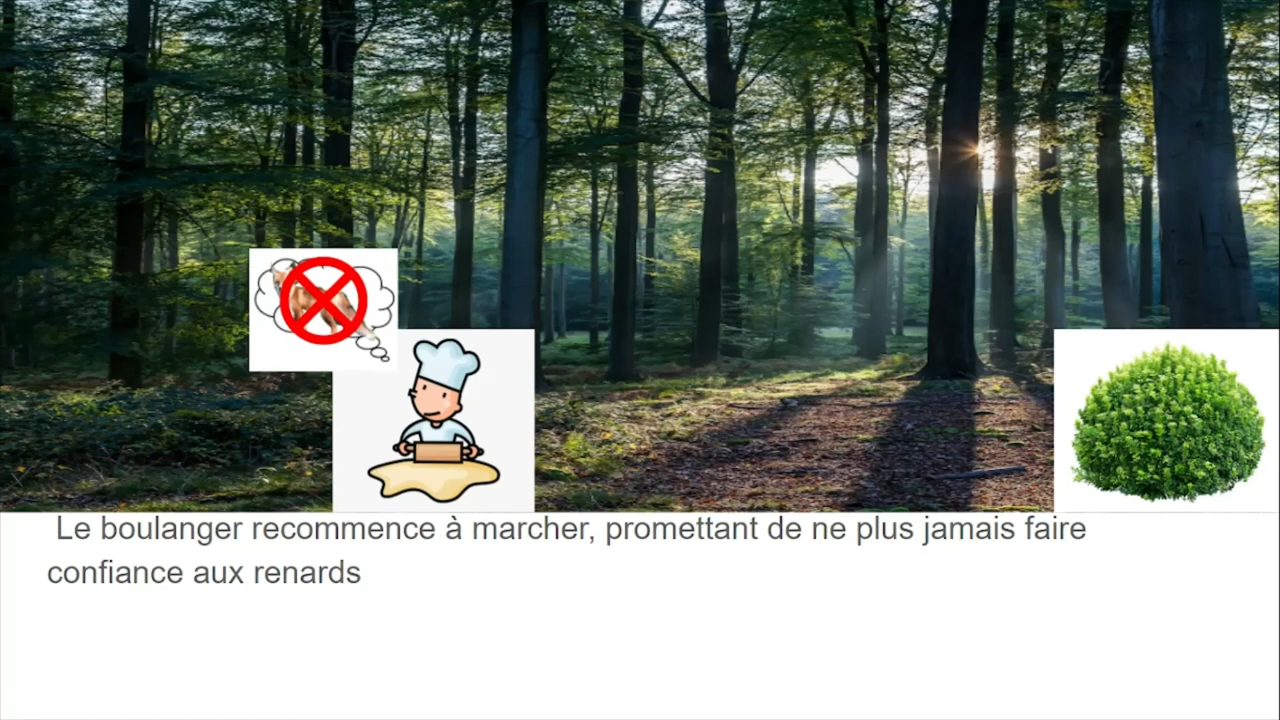 Le boulanger recommence à marcher, promettant de ne plus jamais faire
confiance aux renards